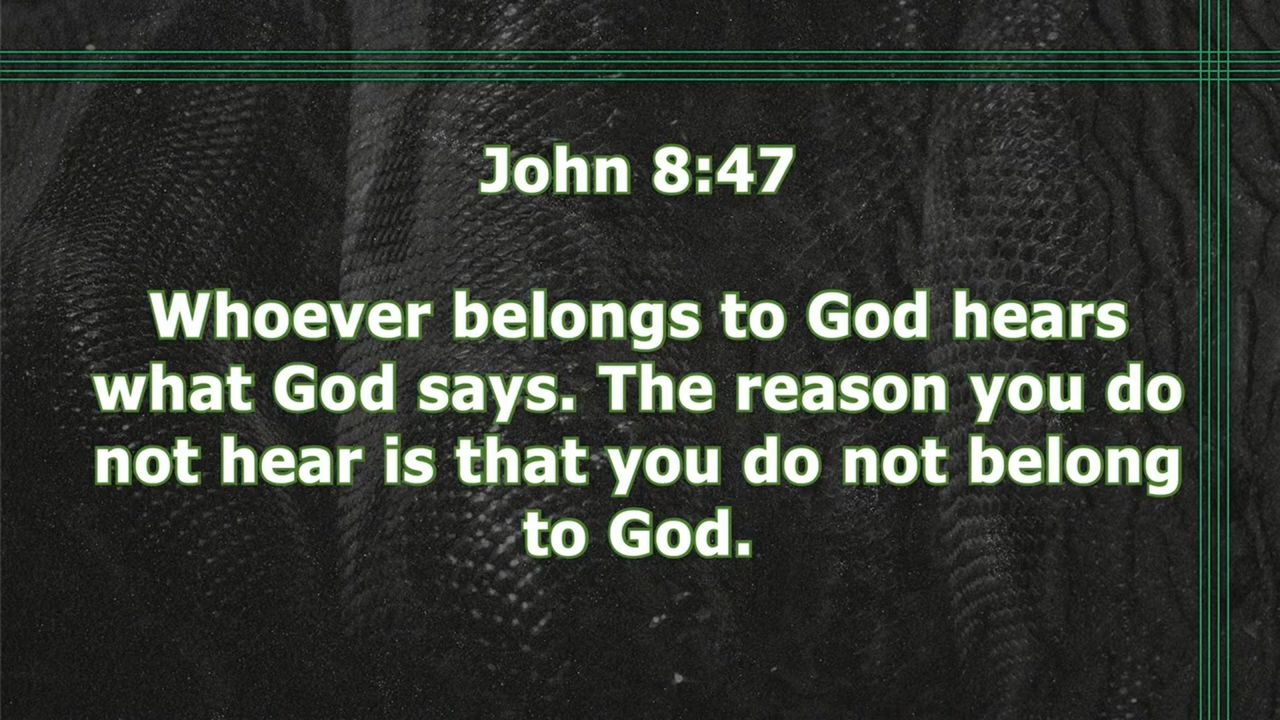 John 8:47
Whoever belongs to God hears
what God says. The reason you do
not hear is that you do not belong
to God.